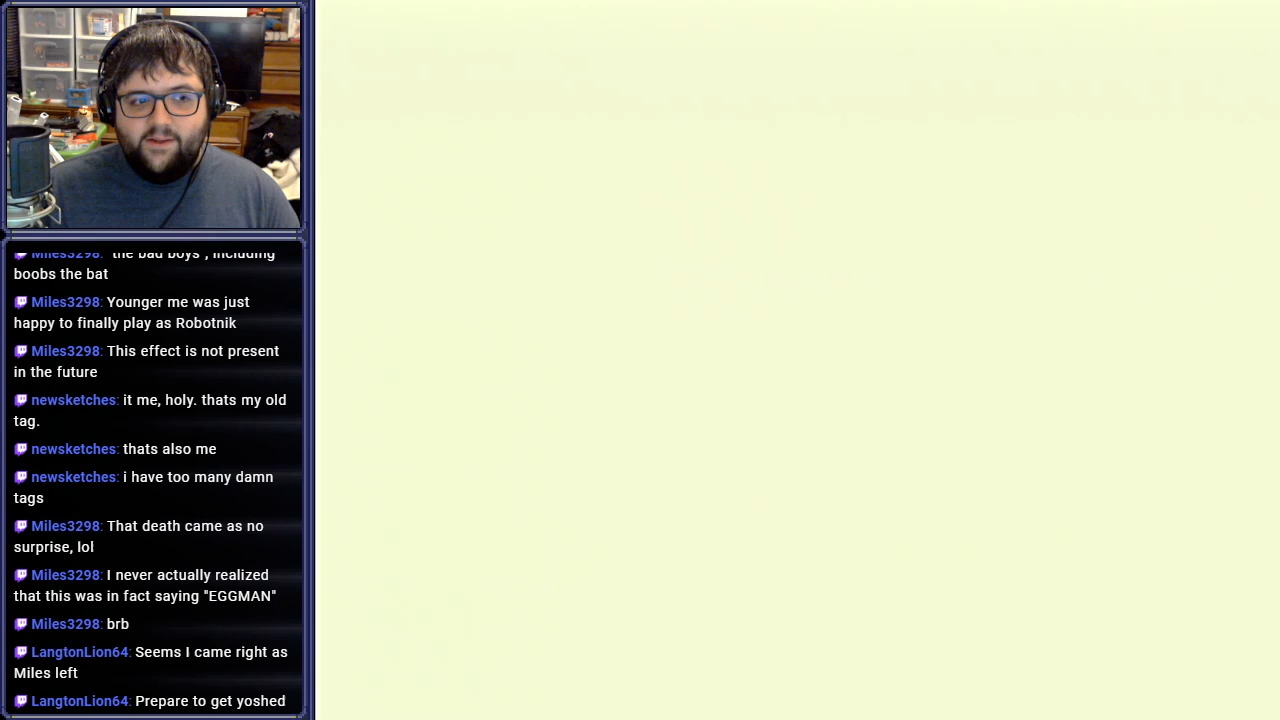 Miles3298: "the bad boys", including
boobs the bat
Miles3298: Younger me was just
happy to finally play as Robotnik
Miles3298: This effect is not present
in the future
newsketches: it me, holy. thats my old
tag.
newsketches: thats also me
newsketches: i have too many damn
tags
Miles3298: That death came as no
surprise, lol
Miles3298: I never actually realized
that this was in fact saying "EGGMAN"
Miles3298: brb
LangtonLion64: Seems I came right as
Miles left
LangtonLion64: Prepare to get yoshed